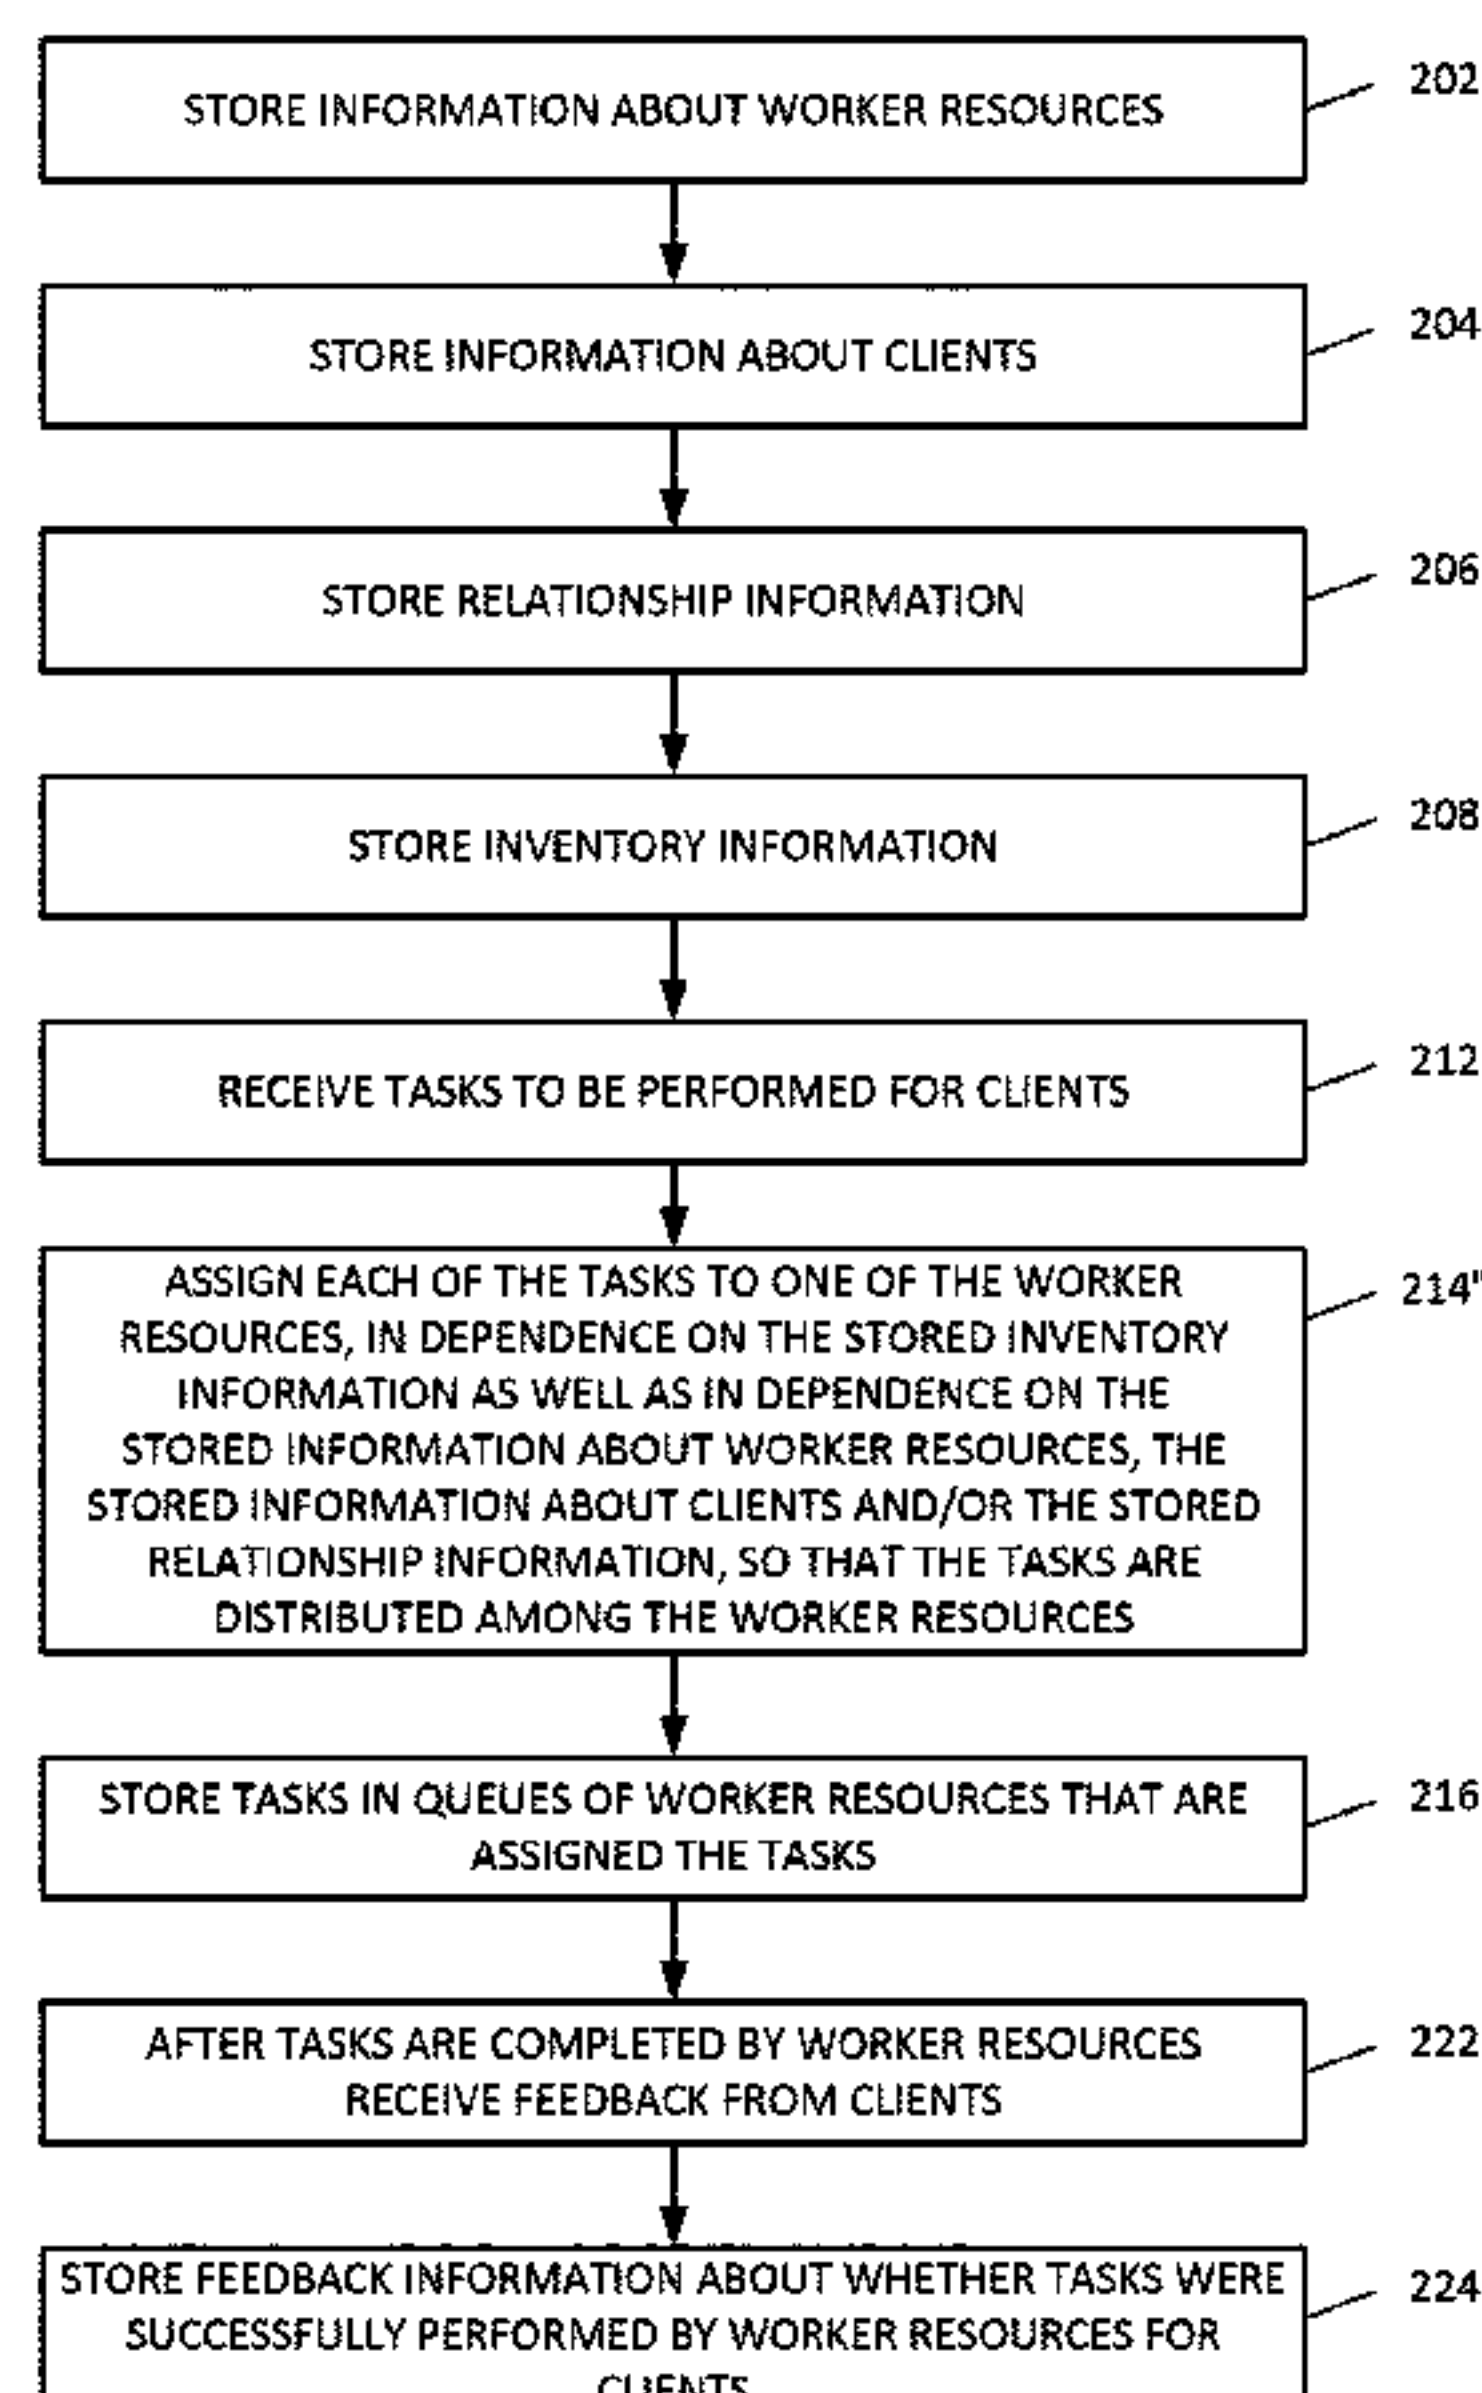 STORE INFORMATION ABOUT WORKER RESOURCES
202
STORE INFORMATION ABOUT CLIENTS
204
STORE RELATIONSHIP INFORMATION
206
STORE INVENTORY INFORMATION
208
RECEIVE TASKS TO BE PERFORMED FOR CLIENTS
212
ASSIGN EACH OF THE TASKS TO ONE OF THE WORKER
RESOURCES, IN DEPENDENCE ON THE STORED INVENTORY
INFORMATION AS WELL AS IN DEPENDENCE ON THE
STORED INFORMATION ABOUT WORKER RESOURCES, THE
STORED INFORMATION ABOUT CLIENTS AND/OR THE STORED
RELATIONSHIP INFORMATION, SO THAT THE TASKS ARE
DISTRIBUTED AMONG THE WORKER RESOURCES
214"
STORE TASKS IN QUEUES OF WORKER RESOURCES THAT ARE
ASSIGNED THE TASKS
216
AFTER TASKS ARE COMPLETED BY WORKER RESOURCES
RECEIVE FEEDBACK FROM CLIENTS
222
STORE FEEDBACK INFORMATION ABOUT WHETHER TASKS WERE
SUCCESSFULLY PERFORMED BY WORKER RESOURCES FOR
CLIENTS
224